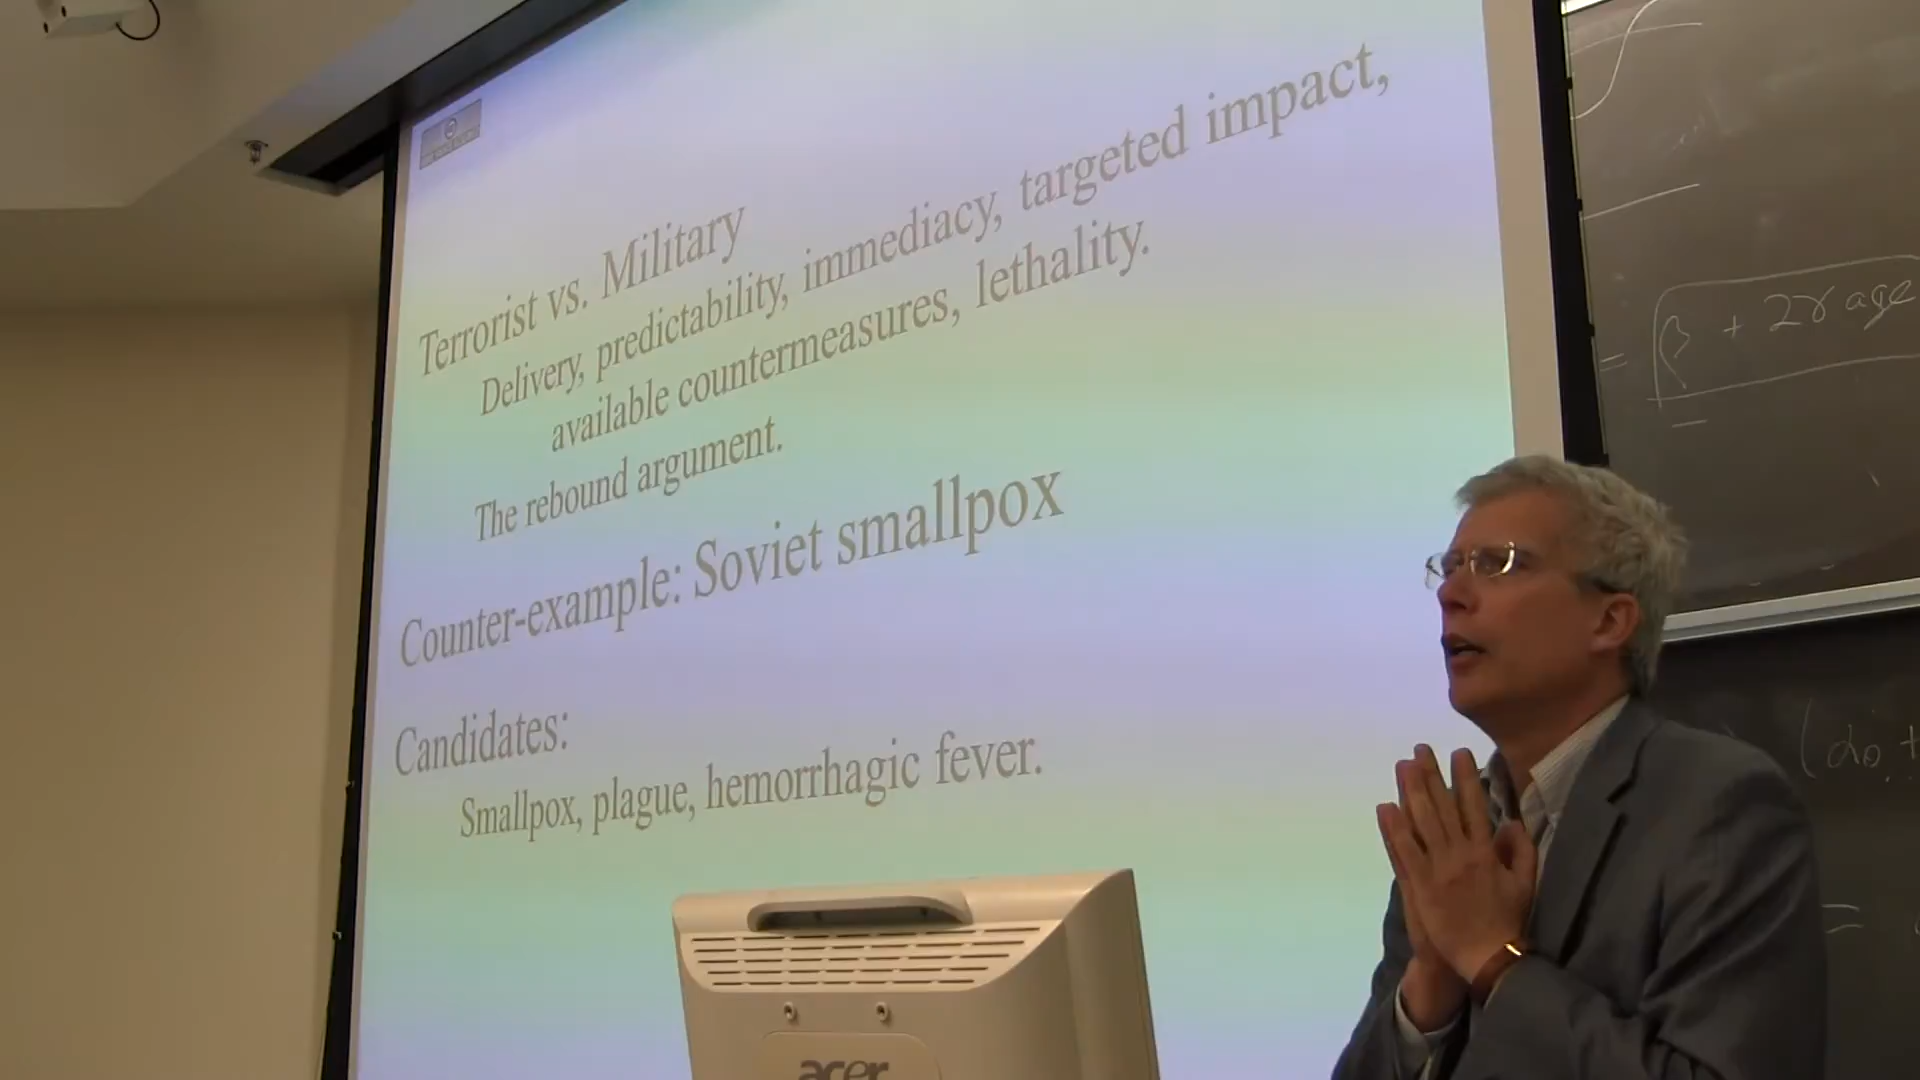 Terrorist vs. Military
Delivery, predictability, immediacy, targeted impact,
available countermeasures, lethality.
The rebound argument.
Counter-example: Soviet smallpox
Candidates:
Smallpox, plague, hemorrhagic fever.
acer
= β + 2γ age
(α₀ +
=